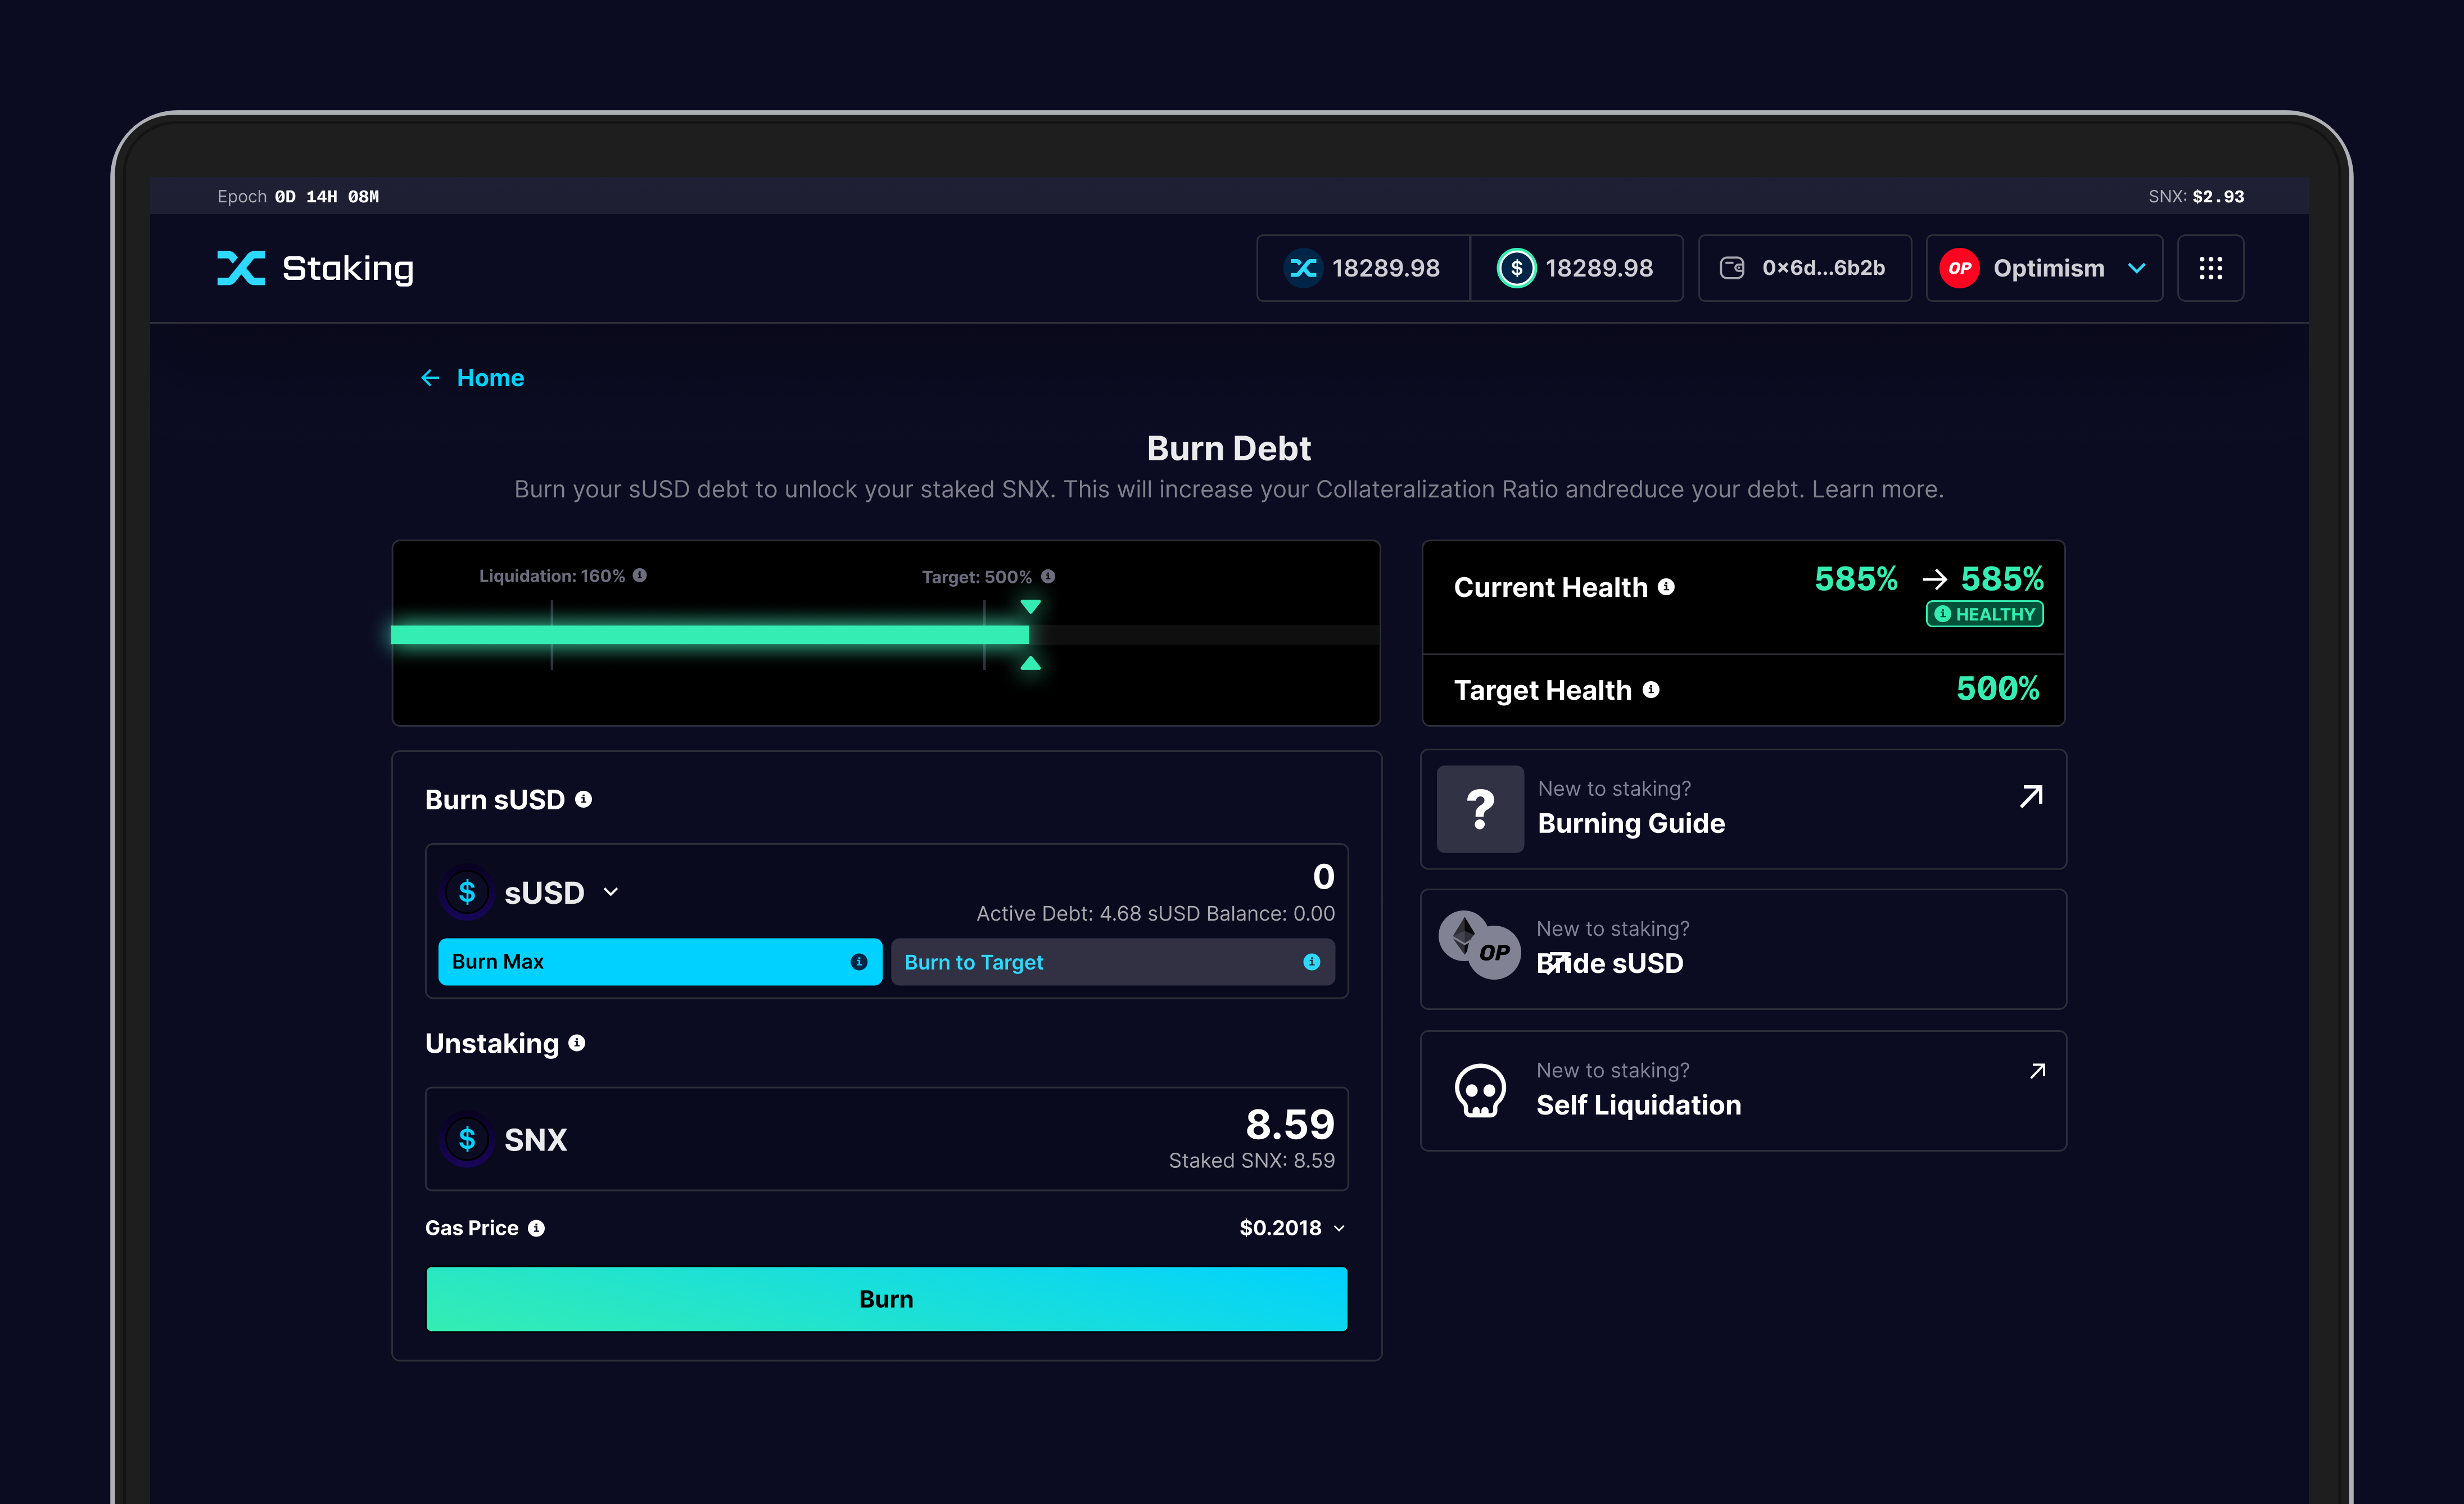 Epoch 0D 14H 08M
SNX: $2.93
Staking
18289.98
$ 18289.98
0×6d...6b2b
OP Optimism
← Home
Burn Debt
Burn your sUSD debt to unlock your staked SNX. This will increase your Collateralization Ratio andreduce your debt. Learn more.
Liquidation: 160%
Target: 500%
Current Health
585% → 585%
HEALTHY
Target Health
500%
Burn sUSD
$ sUSD
0
Active Debt: 4.68 sUSD Balance: 0.00
Burn Max
Burn to Target
Unstaking
$ SNX
8.59
Staked SNX: 8.59
Gas Price
$0.2018
Burn
?
New to staking?
Burning Guide
OP
New to staking?
Bride sUSD
New to staking?
Self Liquidation